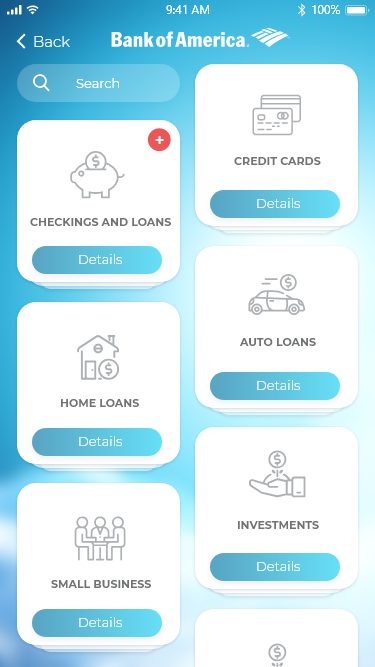 9:41 AM
100%
Back
Bank of America
Search
CHECKINGS AND LOANS
Details
CREDIT CARDS
Details
HOME LOANS
Details
AUTO LOANS
Details
SMALL BUSINESS
Details
INVESTMENTS
Details